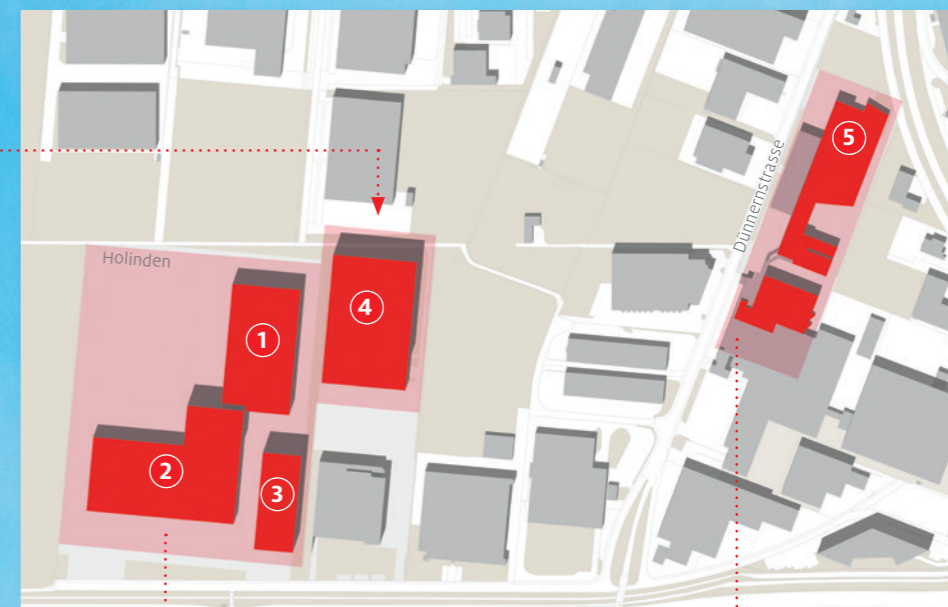 ⑤
Dünnernstrasse
Holinden
④
①
②
③